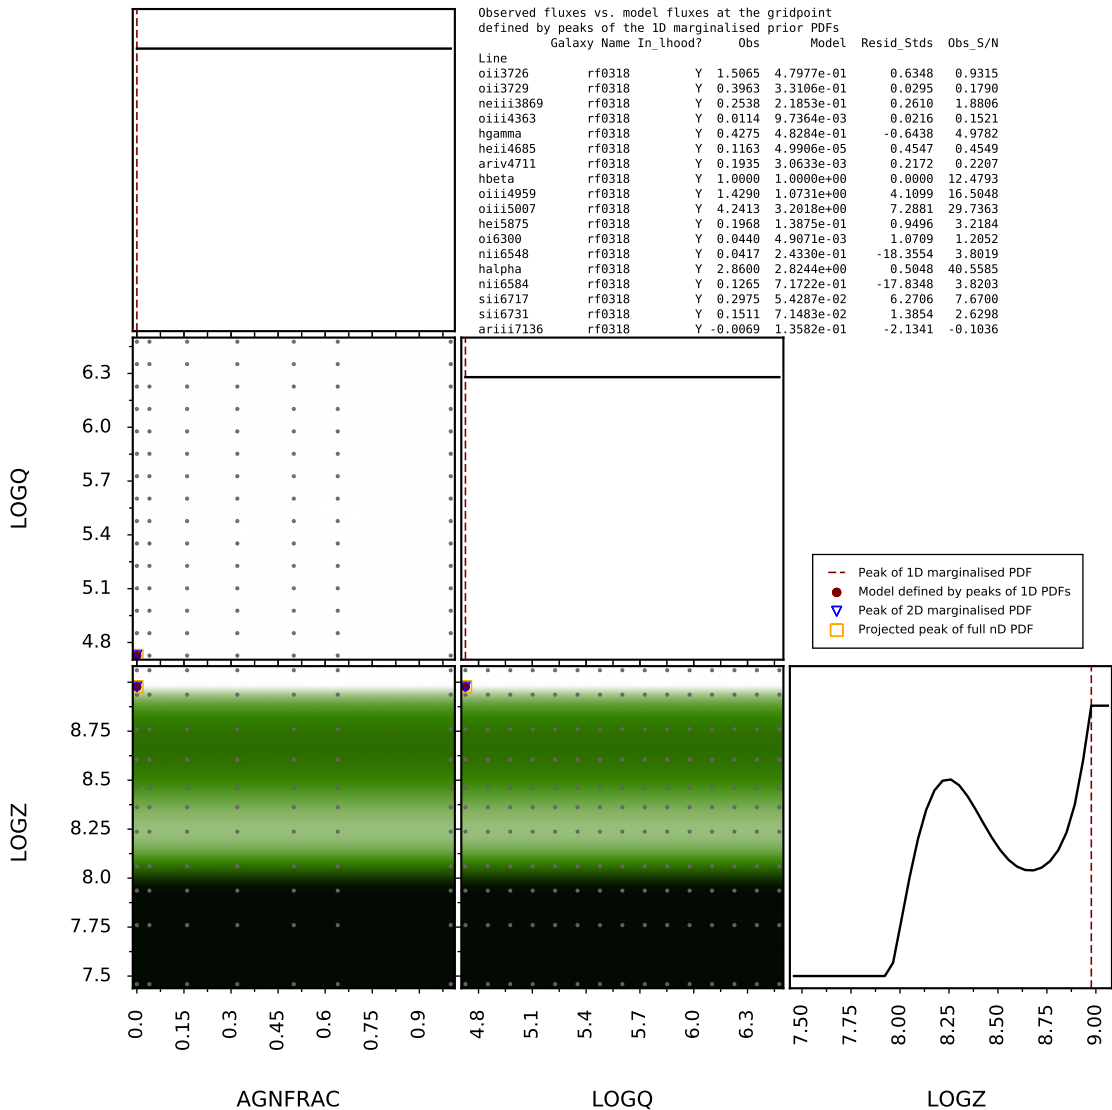 Observed fluxes vs. model fluxes at the gridpoint
defined by peaks of the 1D marginalised prior PDFs
Galaxy Name In_lhood? Obs Model Resid_Stds Obs_S/N
Line
oii3726 rf0318 Y 1.5065 4.7977e-01 0.6348 0.9315
oii3729 rf0318 Y 0.3963 3.3106e-01 0.0295 0.1790
neiii3869 rf0318 Y 0.2538 2.1853e-01 0.2610 1.8806
oiii4363 rf0318 Y 0.0114 9.7364e-03 0.0216 0.1521
hgamma rf0318 Y 0.4275 4.8284e-01 -0.6438 4.9782
heii4685 rf0318 Y 0.1163 4.9906e-05 0.4547 0.4549
ariv4711 rf0318 Y 0.1935 3.0633e-03 0.2172 0.2207
hbeta rf0318 Y 1.0000 1.0000e+00 0.0000 12.4793
oiii4959 rf0318 Y 1.4290 1.0731e+00 4.1099 16.5048
oiii5007 rf0318 Y 4.2413 3.2018e+00 7.2881 29.7363
hei5875 rf0318 Y 0.1968 1.3875e-01 0.9496 3.2184
oi6300 rf0318 Y 0.0440 4.9071e-03 1.0709 1.2052
nii6548 rf0318 Y 0.0417 2.4330e-01 -18.3554 3.8019
halpha rf0318 Y 2.8600 2.8244e+00 0.5048 40.5585
nii6584 rf0318 Y 0.1265 7.1722e-01 -17.8348 3.8203
sii6717 rf0318 Y 0.2975 5.4287e-02 6.2706 7.6700
sii6731 rf0318 Y 0.1511 7.1483e-02 1.3854 2.6298
ariii7136 rf0318 Y -0.0069 1.3582e-01 -2.1341 -0.1036
6.3
6.0
5.7
5.4
5.1
4.8
LOGQ
Peak of 1D marginalised PDF
Model defined by peaks of 1D PDFs
Peak of 2D marginalised PDF
Projected peak of full nD PDF
8.75
8.5
8.25
8.0
7.75
7.5
LOGZ
0.0 0.15 0.3 0.45 0.6 0.75 0.9
4.8 5.1 5.4 5.7 6.0 6.3
7.50 7.75 8.00 8.25 8.50 8.75 9.00
AGNFRAC LOGQ LOGZ